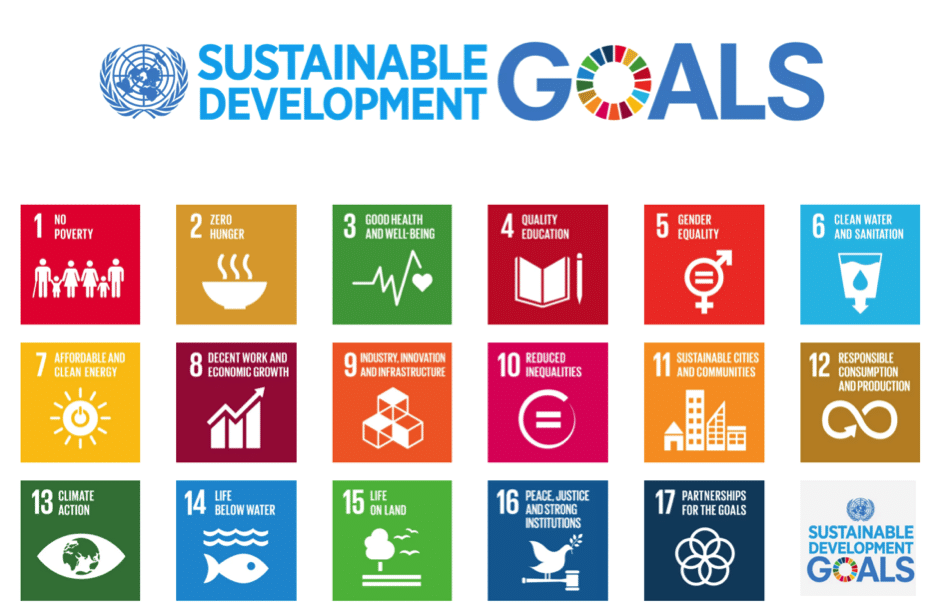 SUSTAINABLE
DEVELOPMENT
GOALS
1 NO
POVERTY
2 ZERO
HUNGER
3 GOOD HEALTH
AND WELL-BEING
4 QUALITY
EDUCATION
5 GENDER
EQUALITY
6 CLEAN WATER
AND SANITATION
7 AFFORDABLE AND
CLEAN ENERGY
8 DECENT WORK AND
ECONOMIC GROWTH
9 INDUSTRY, INNOVATION
AND INFRASTRUCTURE
10 REDUCED
INEQUALITIES
11 SUSTAINABLE CITIES
AND COMMUNITIES
12 RESPONSIBLE
CONSUMPTION
AND PRODUCTION
13 CLIMATE
ACTION
14 LIFE
BELOW WATER
15 LIFE
ON LAND
16 PEACE, JUSTICE
AND STRONG
INSTITUTIONS
17 PARTNERSHIPS
FOR THE GOALS
SUSTAINABLE
DEVELOPMENT
GOALS